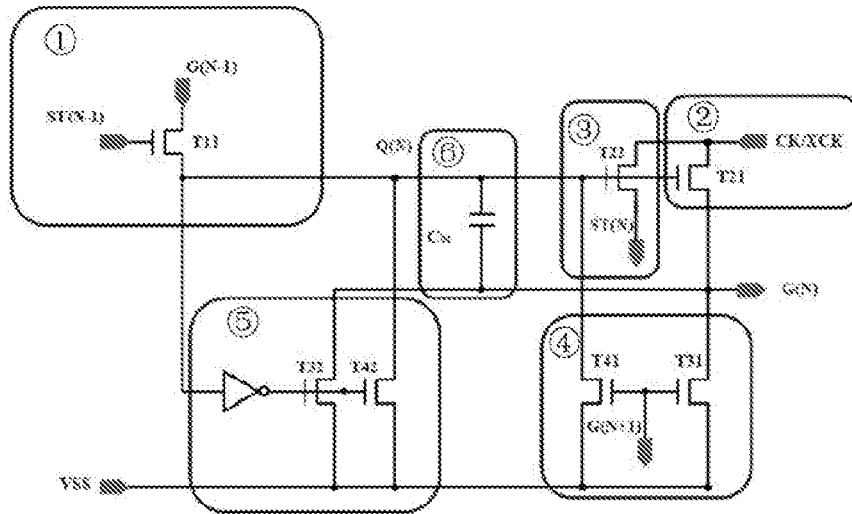 ①
G(N-1)
ST(N-1)
T11
Q(N)
⑥
③
②
T22
CK/XCK
T21
Cbt
ST(N)
G(N)
⑤
④
T32
T42
T41
T31
G(N+1)
VSS